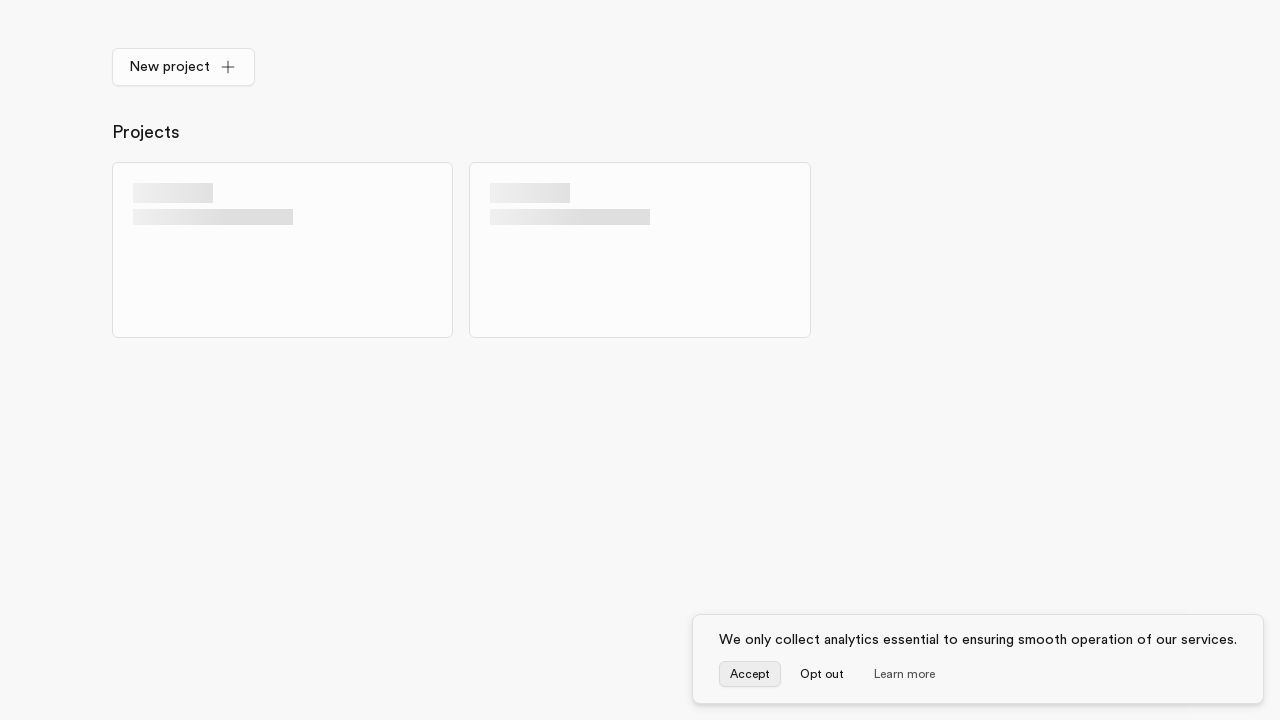 New project
Projects
We only collect analytics essential to ensuring smooth operation of our services.
Accept Opt out Learn more